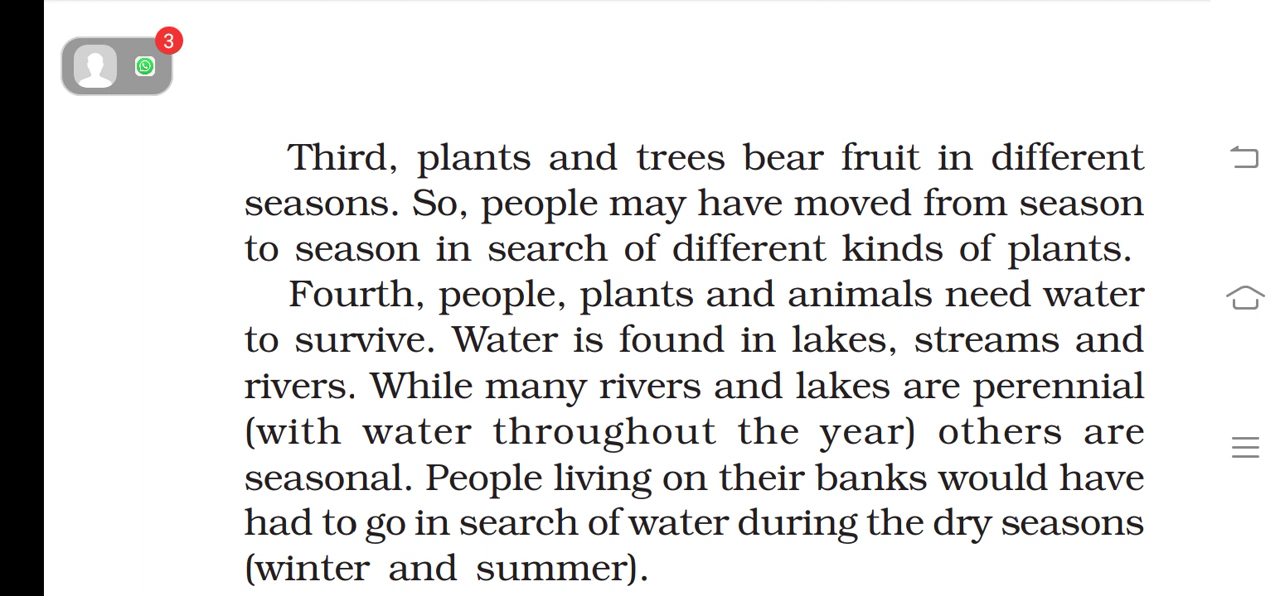 3
Third, plants and trees bear fruit in different
seasons. So, people may have moved from season
to season in search of different kinds of plants.
Fourth, people, plants and animals need water
to survive. Water is found in lakes, streams and
rivers. While many rivers and lakes are perennial
(with water throughout the year) others are
seasonal. People living on their banks would have
had to go in search of water during the dry seasons
(winter and summer).